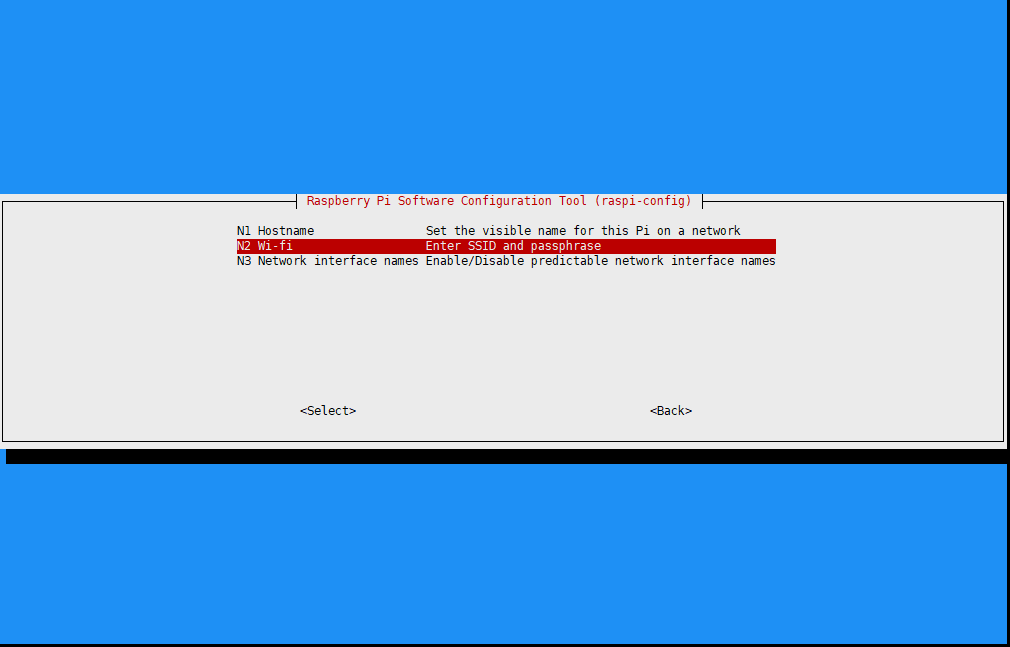 Raspberry Pi Software Configuration Tool (raspi-config)
N1 Hostname Set the visible name for this Pi on a network
N2 Wi-fi Enter SSID and passphrase
N3 Network interface names Enable/Disable predictable network interface names
<Select> <Back>